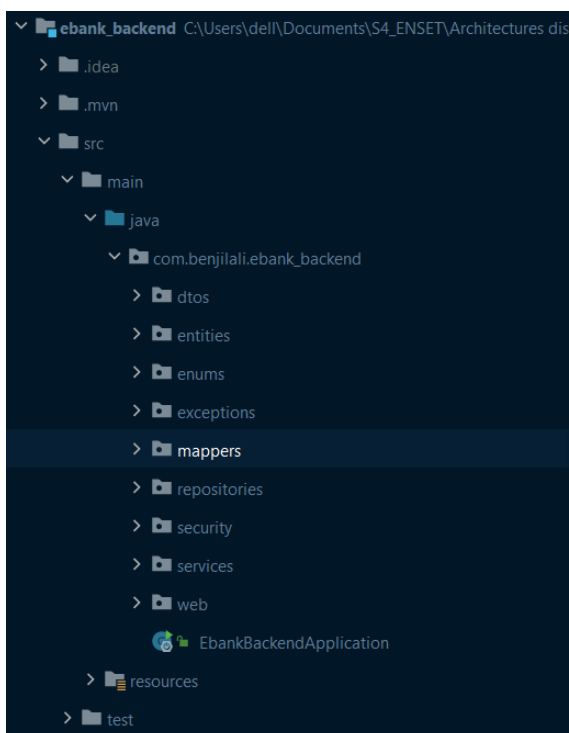 ebank_backend C:\Users\dell\Documents\S4_ENSET\Architectures dis
.idea
.mvn
src
main
java
com.benjilali.ebank_backend
dtos
entities
enums
exceptions
mappers
repositories
security
services
web
EbankBackendApplication
resources
test